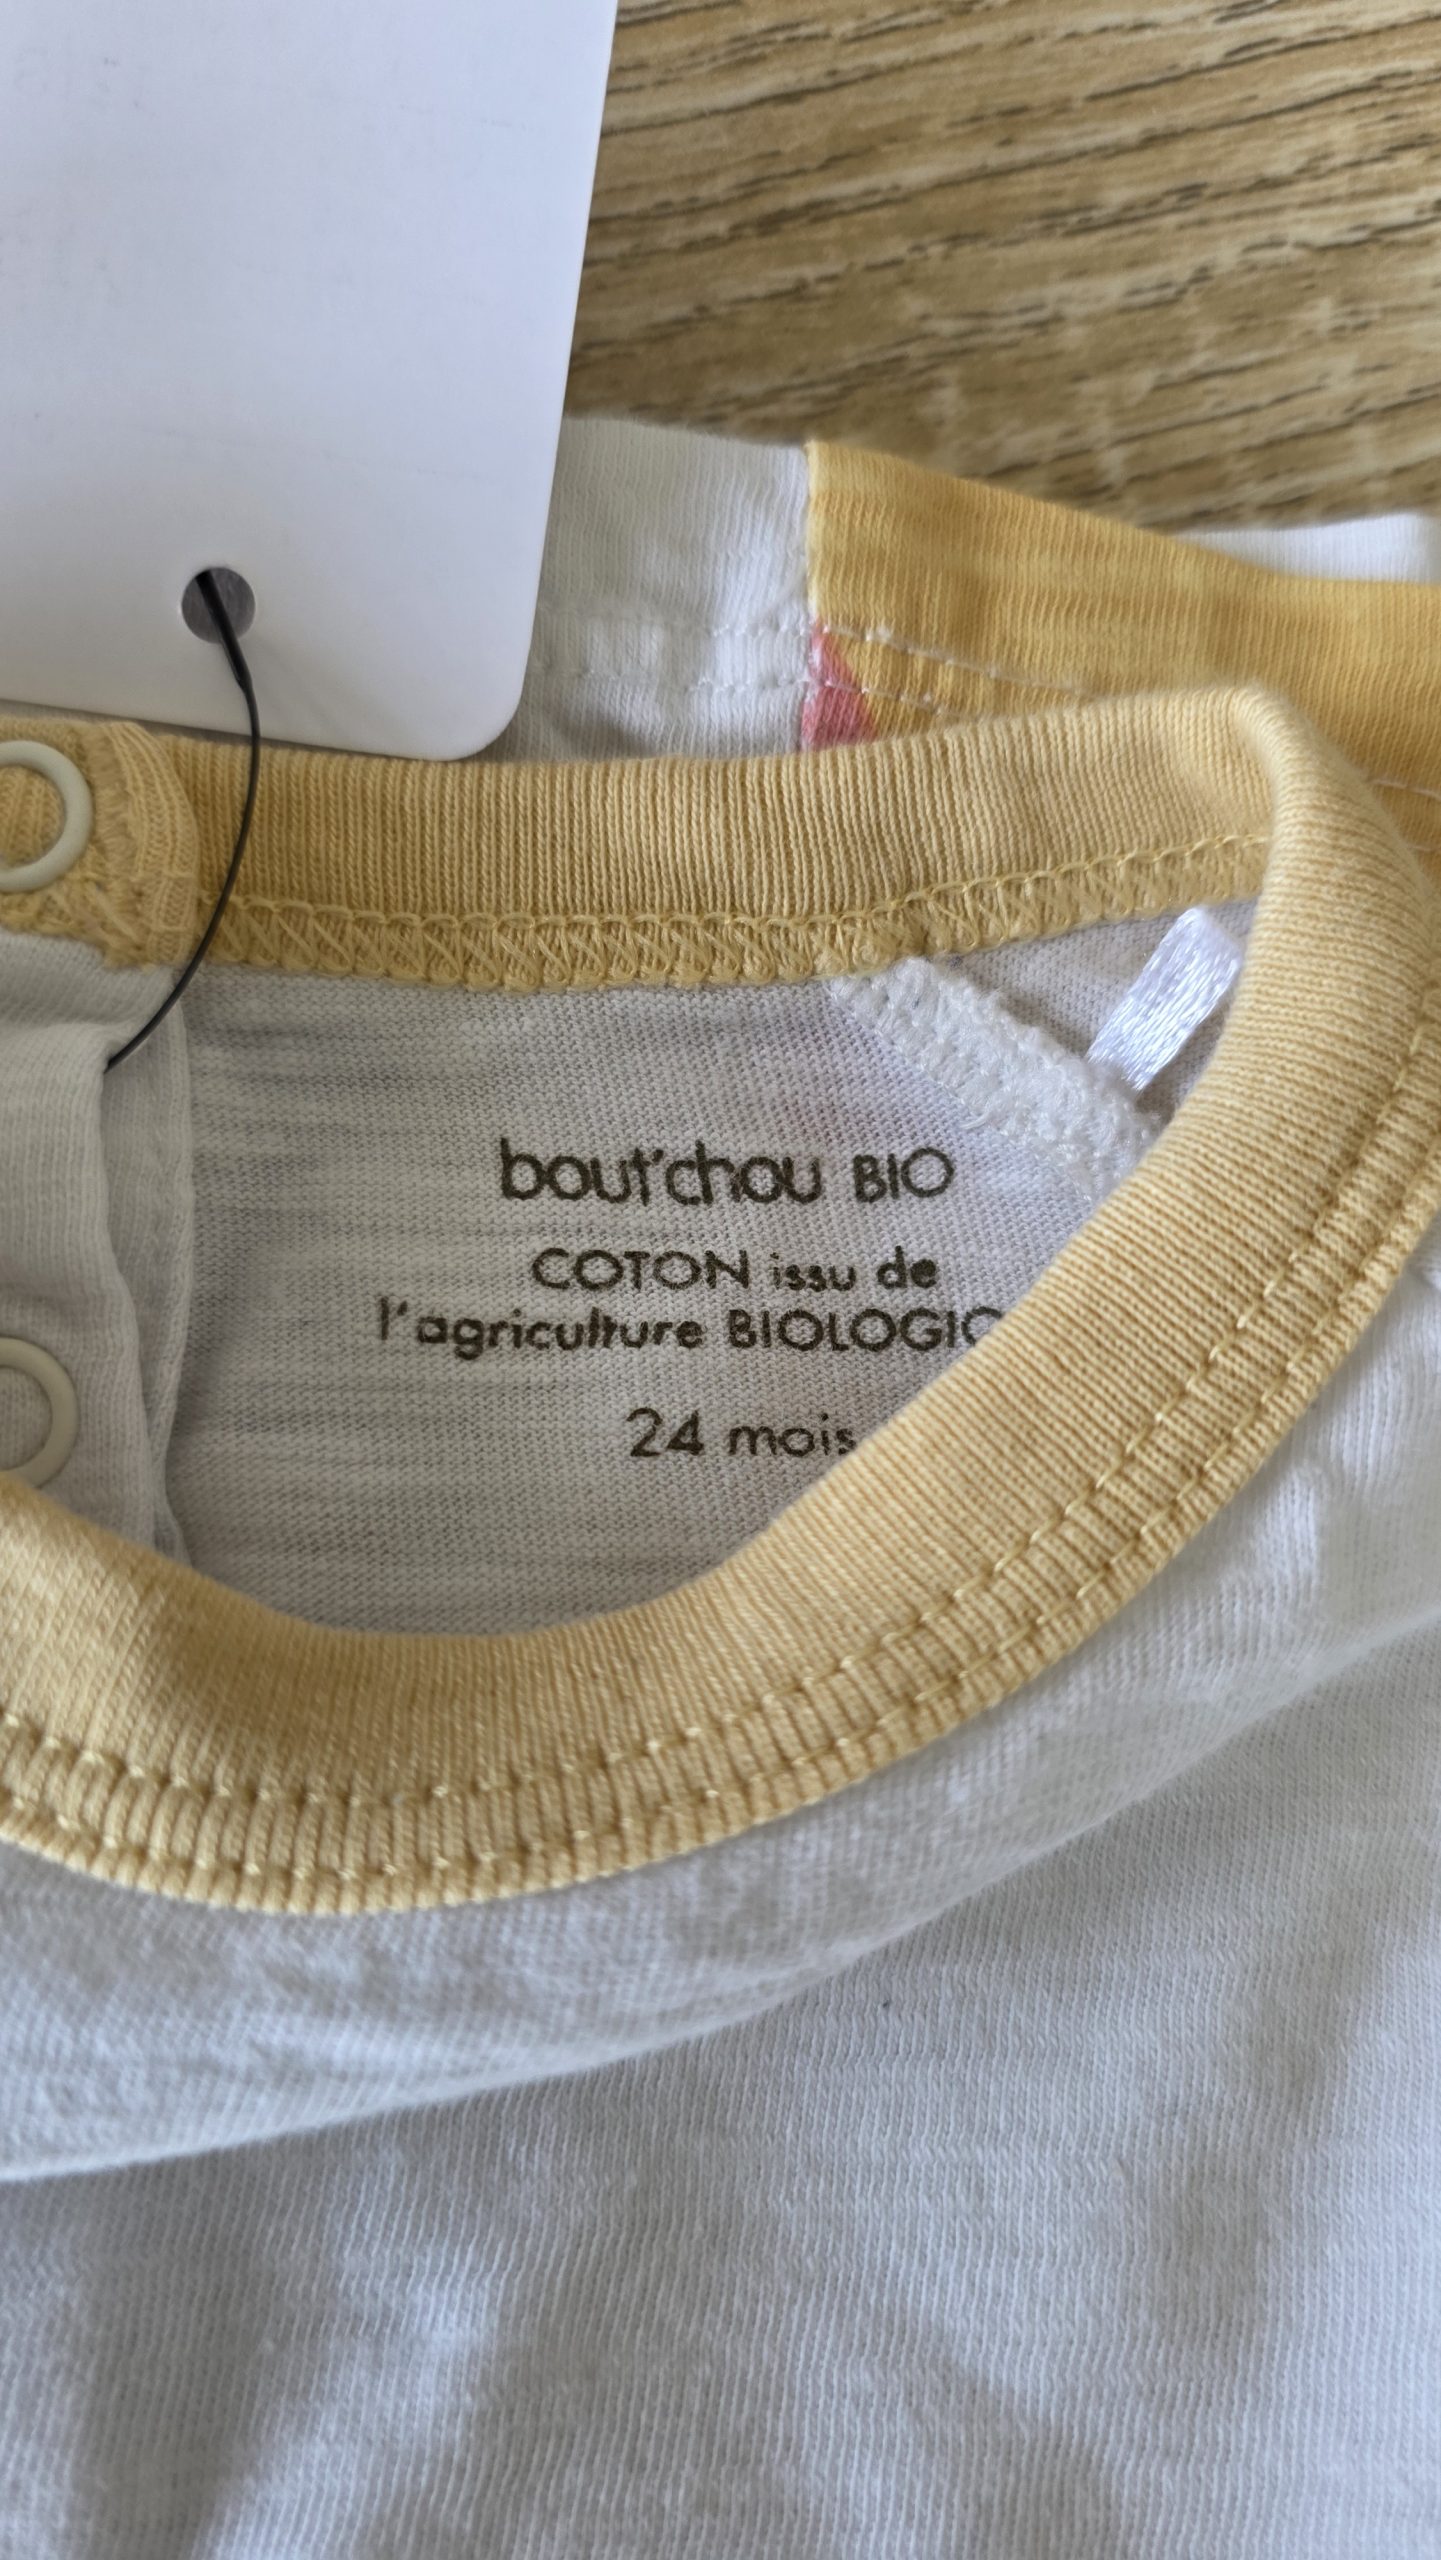 bout'chou BIO
COTON issu de
l'agriculture BIOLOGIQ
24 mois